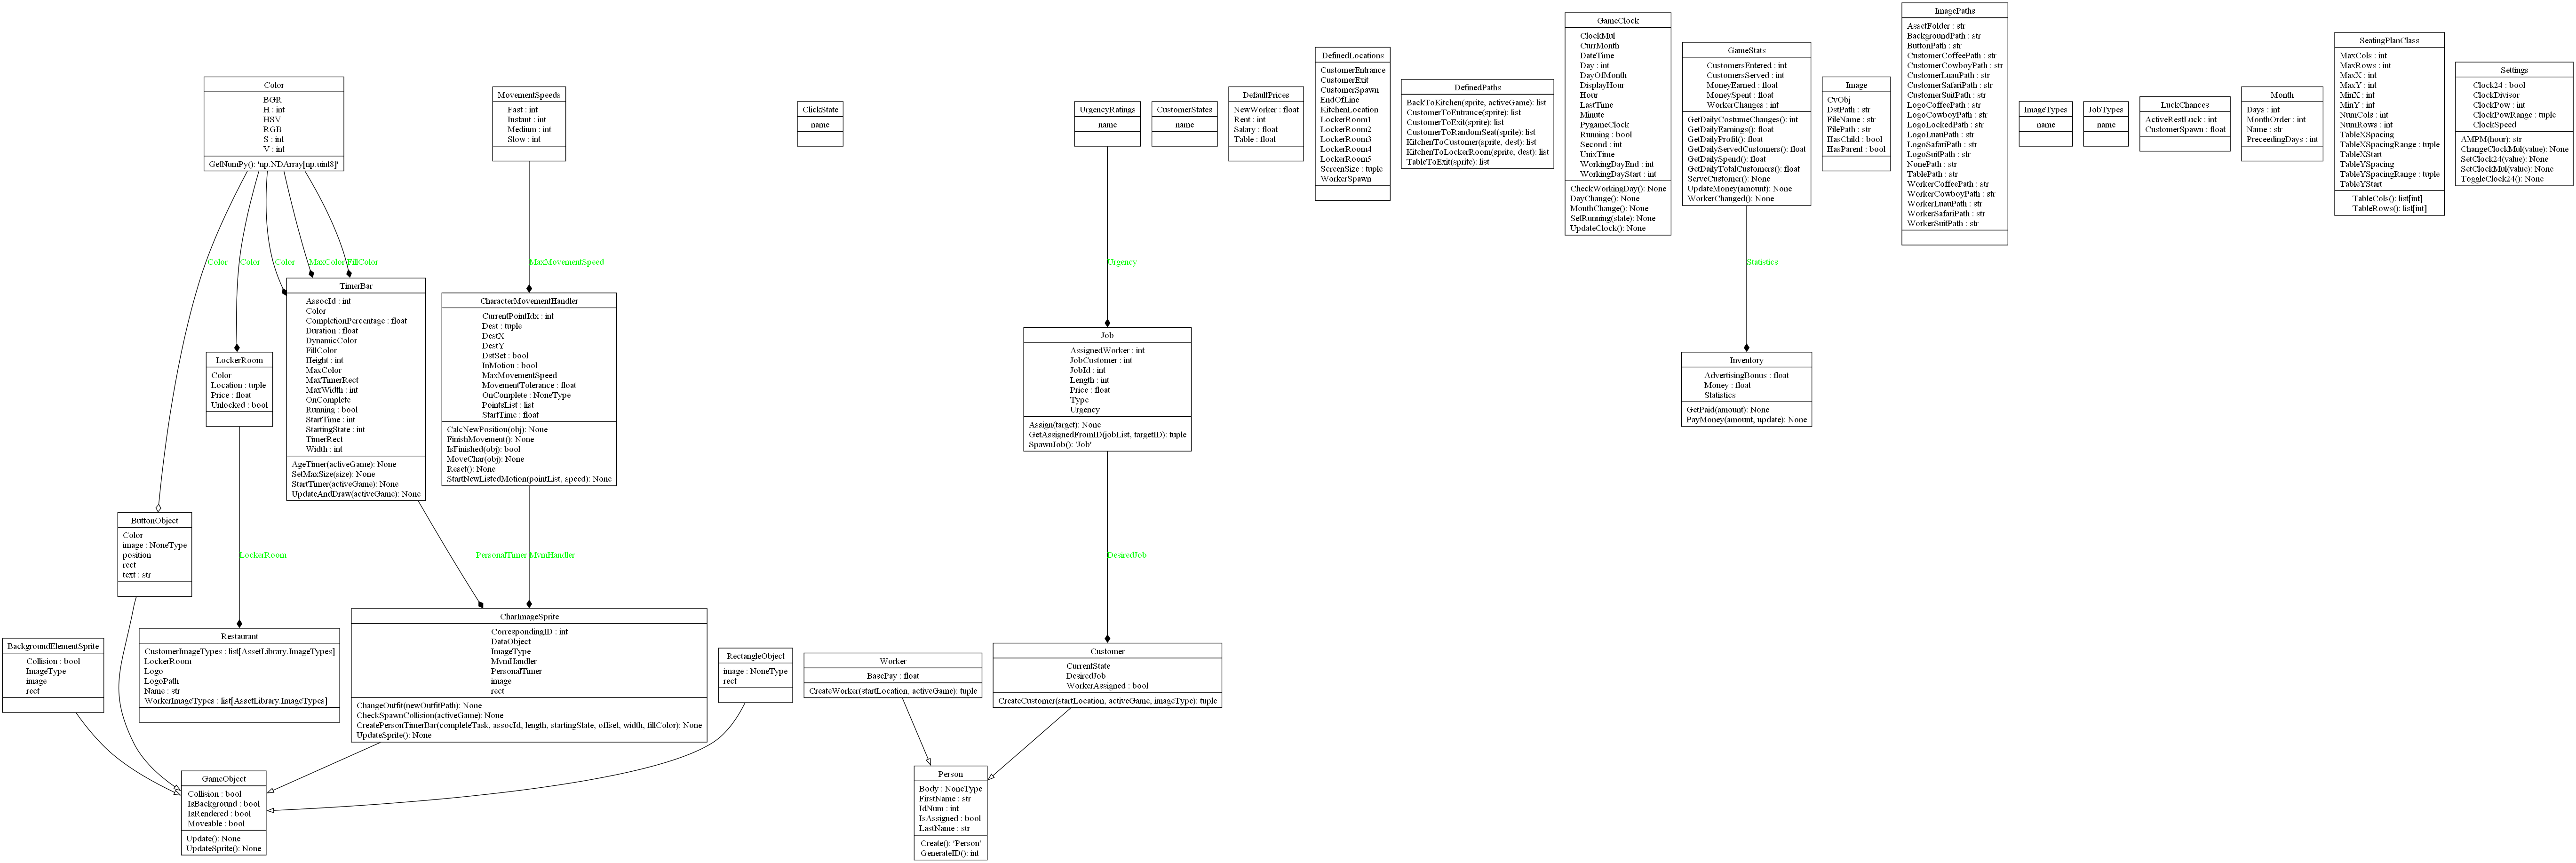 Color
BGR
H : int
HSV
RGB
S : int
V : int
GetNumPy(): 'np.NDArray[np.uint8]'
MovementSpeeds
Fast : int
Instant : int
Medium : int
Slow : int
ClickState
name
UrgencyRatings
name
CustomerStates
name
DefaultPrices
NewWorker : float
Rent : int
Salary : float
Table : float
DefinedLocations
CustomerEntrance
CustomerExit
CustomerSpawn
EndOfLine
KitchenLocation
LockerRoom1
LockerRoom2
LockerRoom3
LockerRoom4
LockerRoom5
ScreenSize : tuple
WorkerSpawn
DefinedPaths
BackToKitchen(sprite, activeGame): list
CustomerToEntrance(sprite): list
CustomerToExit(sprite): list
CustomerToRandomSeat(sprite): list
KitchenToCustomer(sprite, dest): list
KitchenToLockerRoom(sprite, dest): list
TableToExit(sprite): list
GameClock
ClockMul
CurrMonth
DateTime
Day : int
DayOfMonth
DisplayHour
Hour
LastTime
Minute
PygameClock
Running : bool
Second : int
UnixTime
WorkingDayEnd : int
WorkingDayStart : int
CheckWorkingDay(): None
DayChange(): None
MonthChange(): None
SetRunning(state): None
UpdateClock(): None
GameStats
CustomersEntered : int
CustomersServed : int
MoneyEarned : float
MoneySpent : float
WorkerChanges : int
GetDailyCostumeChanges(): int
GetDailyEarnings(): float
GetDailyProfit(): float
GetDailyServedCustomers(): float
GetDailySpend(): float
GetDailyTotalCustomers(): float
ServeCustomer(): None
UpdateMoney(amount): None
WorkerChanged(): None
Image
CvObj
DstPath : str
FileName : str
FilePath : str
HasChild : bool
HasParent : bool
ImagePaths
AssetFolder : str
BackgroundPath : str
ButtonPath : str
CustomerCoffeePath : str
CustomerCowboyPath : str
CustomerLuauPath : str
CustomerSafariPath : str
CustomerSuitPath : str
LogoCoffeePath : str
LogoCowboyPath : str
LogoLockedPath : str
LogoLuauPath : str
LogoSafariPath : str
LogoSuitPath : str
NonePath : str
TablePath : str
WorkerCoffeePath : str
WorkerCowboyPath : str
WorkerLuauPath : str
WorkerSafariPath : str
WorkerSuitPath : str
ImageTypes
name
JobTypes
name
LuckChances
ActiveRestLuck : int
CustomerSpawn : float
Month
Days : int
MonthOrder : int
Name : str
PreceedingDays : int
SeatingPlanClass
MaxCols : int
MaxRows : int
MaxX : int
MaxY : int
MinX : int
MinY : int
NumCols : int
NumRows : int
TableXSpacing
TableXSpacingRange : tuple
TableXStart
TableYSpacing
TableYSpacingRange : tuple
TableYStart
TableCols(): list[int]
TableRows(): list[int]
Settings
Clock24 : bool
ClockDivisor
ClockPow : int
ClockPowRange : tuple
ClockSpeed
AMPM(hour): str
ChangeClockMul(value): None
SetClock24(value): None
SetClockMul(value): None
ToggleClock24(): None
Color
Color
Color
MaxColor
FillColor
MaxMovementSpeed
Urgency
Statistics
TimerBar
AssocId : int
Color
CompletionPercentage : float
Duration : float
DynamicColor
FillColor
Height : int
MaxColor
MaxTimerRect
MaxWidth : int
OnComplete
Running : bool
StartTime : int
StartingState : int
TimerRect
Width : int
AgeTimer(activeGame): None
SetMaxSize(size): None
StartTimer(activeGame): None
UpdateAndDraw(activeGame): None
CharacterMovementHandler
CurrentPointIdx : int
Dest : tuple
DestX
DestY
DstSet : bool
InMotion : bool
MaxMovementSpeed
MovementTolerance : float
OnComplete : NoneType
PointsList : list
StartTime : float
CalcNewPosition(obj): None
FinishMovement(): None
IsFinished(obj): bool
MoveChar(obj): None
Reset(): None
StartNewListedMotion(pointList, speed): None
LockerRoom
Color
Location : tuple
Price : float
Unlocked : bool
Job
AssignedWorker : int
JobCustomer : int
JobId : int
Length : int
Price : float
Type
Urgency
Assign(target): None
GetAssignedFromID(jobList, targetID): tuple
SpawnJob(): 'Job'
Inventory
AdvertisingBonus : float
Money : float
Statistics
GetPaid(amount): None
PayMoney(amount, update): None
ButtonObject
Color
image : NoneType
position
rect
text : str
LockerRoom
PersonalTimer
MvmHandler
DesiredJob
BackgroundElementSprite
Collision : bool
ImageType
image
rect
Restaurant
CustomerImageTypes : list[AssetLibrary.ImageTypes]
LockerRoom
Logo
LogoPath
Name : str
WorkerImageTypes : list[AssetLibrary.ImageTypes]
CharImageSprite
CorrespondingID : int
DataObject
ImageType
MvmHandler
PersonalTimer
image
rect
ChangeOutfit(newOutfitPath): None
CheckSpawnCollision(activeGame): None
CreatePersonTimerBar(completeTask, assocId, length, startingState, offset, width, fillColor): None
UpdateSprite(): None
RectangleObject
image : NoneType
rect
Worker
BasePay : float
CreateWorker(startLocation, activeGame): tuple
Customer
CurrentState
DesiredJob
WorkerAssigned : bool
CreateCustomer(startLocation, activeGame, imageType): tuple
GameObject
Collision : bool
IsBackground : bool
IsRendered : bool
Moveable : bool
Update(): None
UpdateSprite(): None
Person
Body : NoneType
FirstName : str
IdNum : int
IsAssigned : bool
LastName : str
Create(): 'Person'
GenerateID(): int